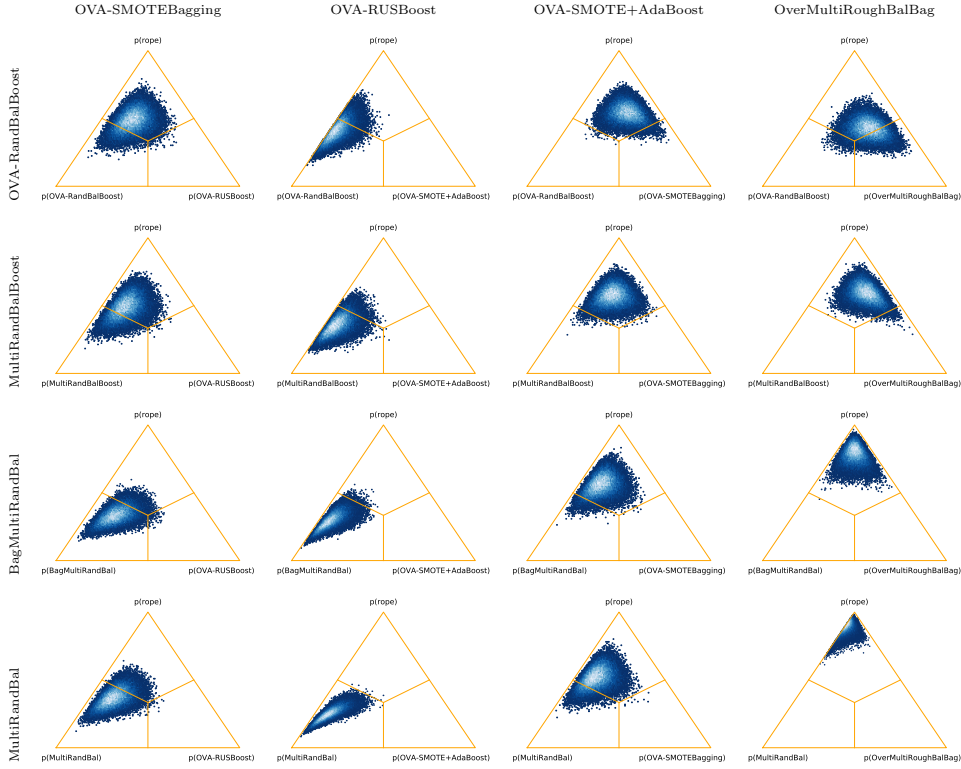 OVA-SMOTEBagging OVA-RUSBoost OVA-SMOTE+AdaBoost OverMultiRoughBalBag
OVA-RandBalBoost
p(rope) p(rope) p(rope) p(rope)
p(OVA-RandBalBoost) p(OVA-RUSBoost) p(OVA-RandBalBoost) p(OVA-SMOTE+AdaBoost) p(OVA-RandBalBoost) p(OVA-SMOTEBagging) p(OVA-RandBalBoost) p(OverMultiRoughBalBag)
MultiRandBalBoost
p(rope) p(rope) p(rope) p(rope)
p(MultiRandBalBoost) p(OVA-RUSBoost) p(MultiRandBalBoost) p(OVA-SMOTE+AdaBoost) p(MultiRandBalBoost) p(OVA-SMOTEBagging) p(MultiRandBalBoost) p(OverMultiRoughBalBag)
BagMultiRandBal
p(rope) p(rope) p(rope) p(rope)
p(BagMultiRandBal) p(OVA-RUSBoost) p(BagMultiRandBal) p(OVA-SMOTE+AdaBoost) p(BagMultiRandBal) p(OVA-SMOTEBagging) p(BagMultiRandBal) p(OverMultiRoughBalBag)
MultiRandBal
p(rope) p(rope) p(rope) p(rope)
p(MultiRandBal) p(OVA-RUSBoost) p(MultiRandBal) p(OVA-SMOTE+AdaBoost) p(MultiRandBal) p(OVA-SMOTEBagging) p(MultiRandBal) p(OverMultiRoughBalBag)